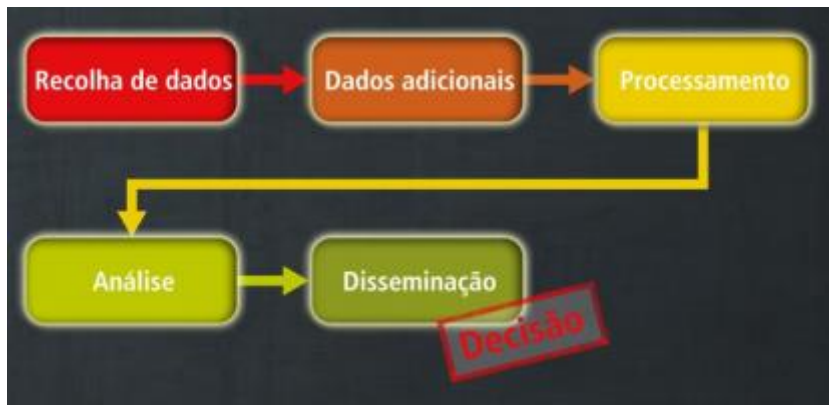 Recolha de dados
Dados adicionais
Processamento
Análise
Disseminação
Decisão